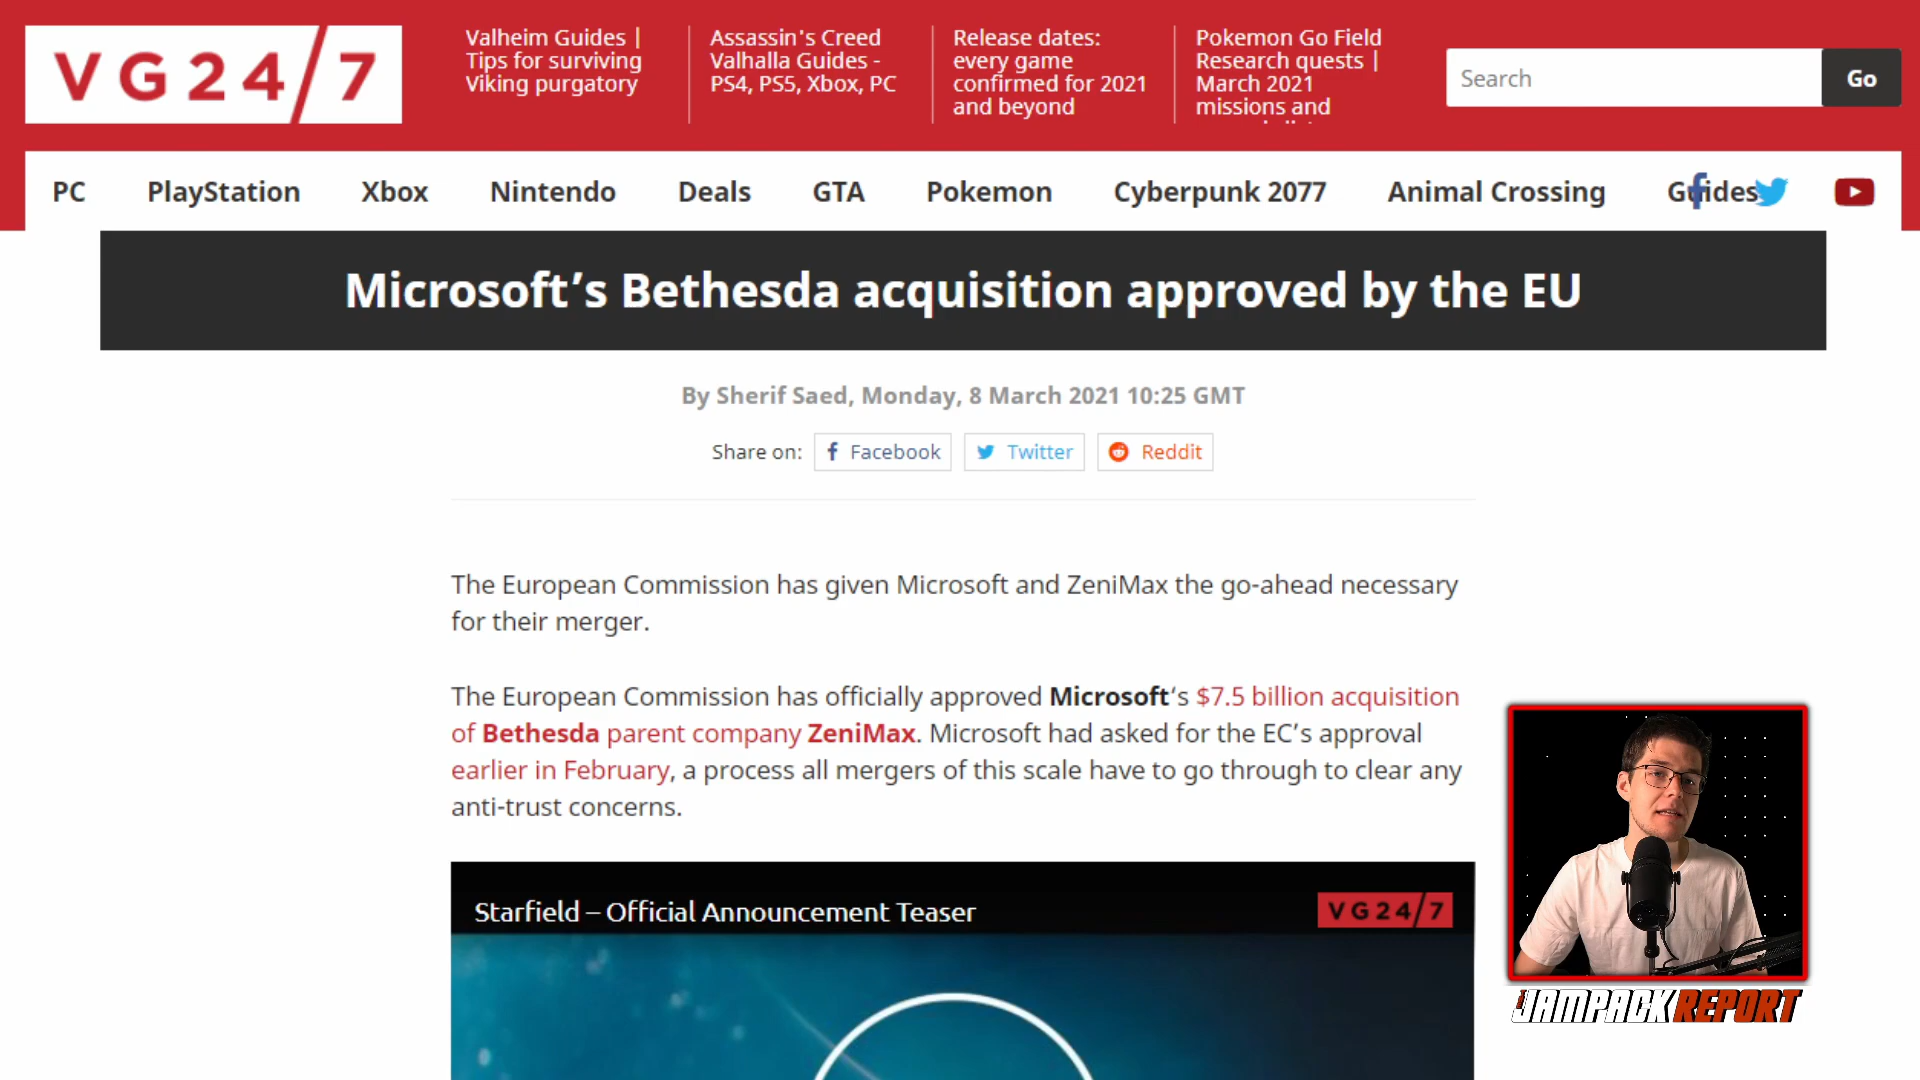 VG24/7
Valheim Guides |
Tips for surviving
Viking purgatory
Assassin's Creed
Valhalla Guides -
PS4, PS5, Xbox, PC
Release dates:
every game
confirmed for 2021
and beyond
Pokemon Go Field
Research quests |
March 2021
missions and
Search
Go
PC
PlayStation
Xbox
Nintendo
Deals
GTA
Pokemon
Cyberpunk 2077
Animal Crossing
Guides
Microsoft’s Bethesda acquisition approved by the EU
By Sherif Saed, Monday, 8 March 2021 10:25 GMT
Share on: Facebook Twitter Reddit
The European Commission has given Microsoft and ZeniMax the go-ahead necessary
for their merger.
The European Commission has officially approved Microsoft‘s $7.5 billion acquisition
of Bethesda parent company ZeniMax. Microsoft had asked for the EC’s approval
earlier in February, a process all mergers of this scale have to go through to clear any
anti-trust concerns.
Starfield – Official Announcement Teaser
VG24/7
JAMPACK REPORT